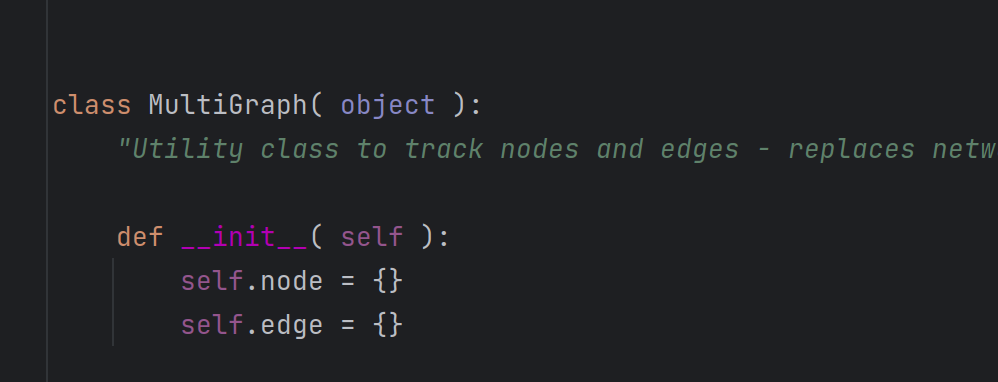 class MultiGraph( object ):
"Utility class to track nodes and edges - replaces netw
def __init__( self ):
self.node = {}
self.edge = {}